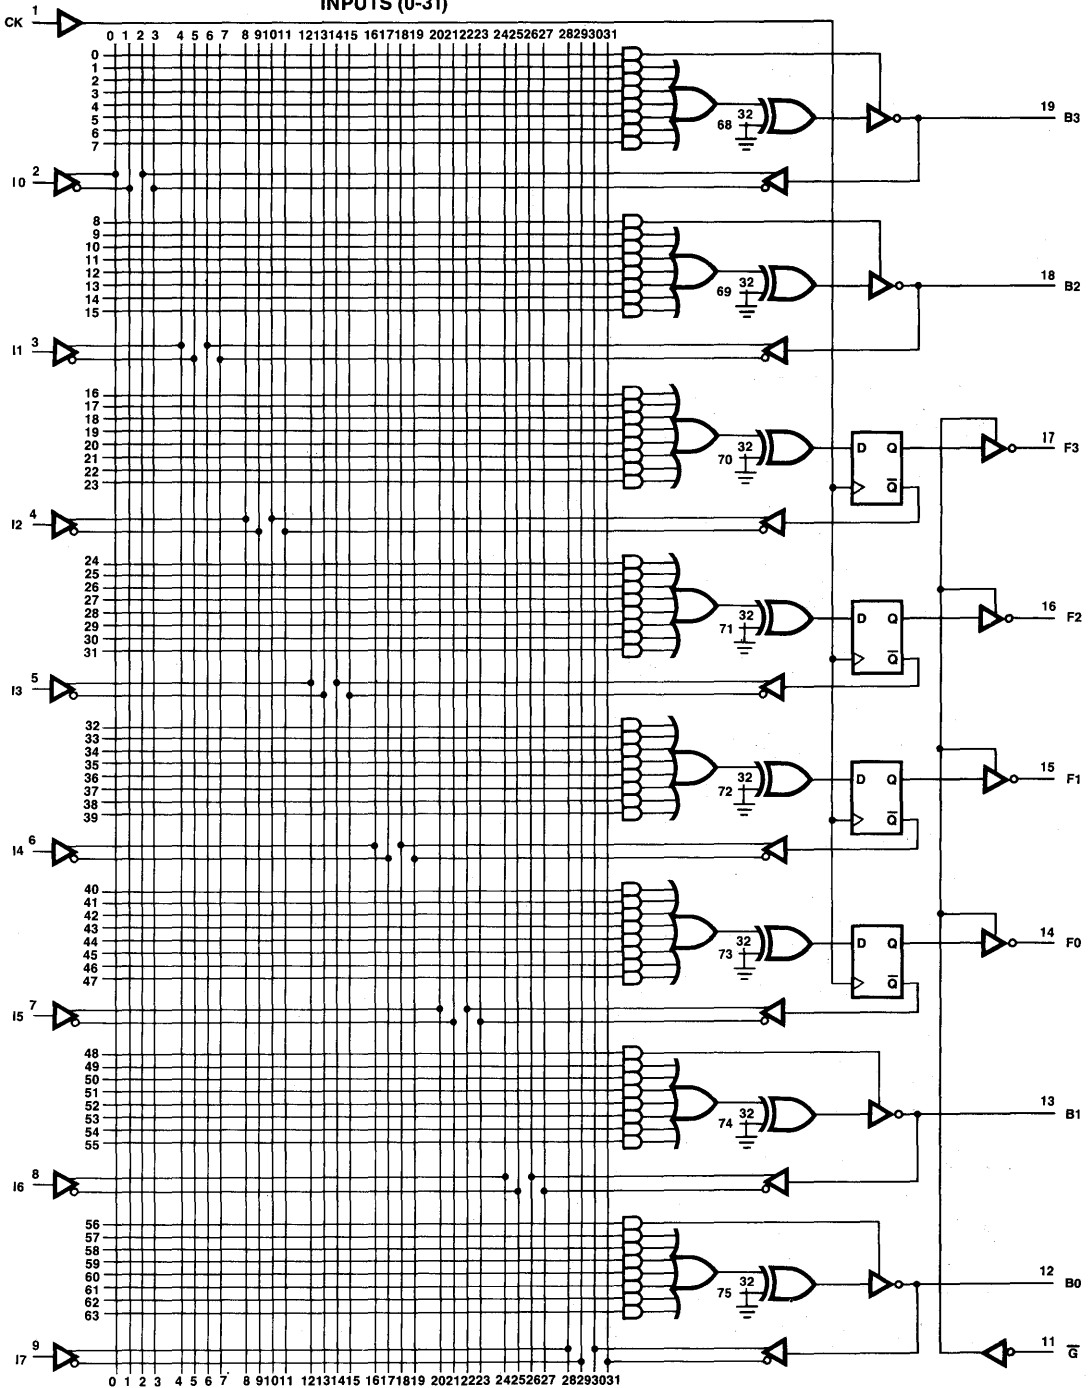 INPUTS (0-31)
CK 1
0 1 2 3 4 5 6 7 8 9 10 11 12 13 14 15 16 17 18 19 20 21 22 23 24 25 26 27 28 29 30 31
0
1
2
3
4
5
6
7
32
68
19 B3
I0 2
8
9
10
11
12
13
14
15
32
69
18 B2
I1 3
16
17
18
19
20
21
22
23
32
70
D Q
Q̅
17 F3
I2 4
24
25
26
27
28
29
30
31
32
71
D Q
Q̅
16 F2
I3 5
32
33
34
35
36
37
38
39
32
72
D Q
Q̅
15 F1
I4 6
40
41
42
43
44
45
46
47
32
73
D Q
Q̅
14 F0
I5 7
48
49
50
51
52
53
54
55
32
74
13 B1
I6 8
56
57
58
59
60
61
62
63
32
75
12 B0
I7 9
11 G̅
0 1 2 3 4 5 6 7 8 9 10 11 12 13 14 15 16 17 18 19 20 21 22 23 24 25 26 27 28 29 30 31